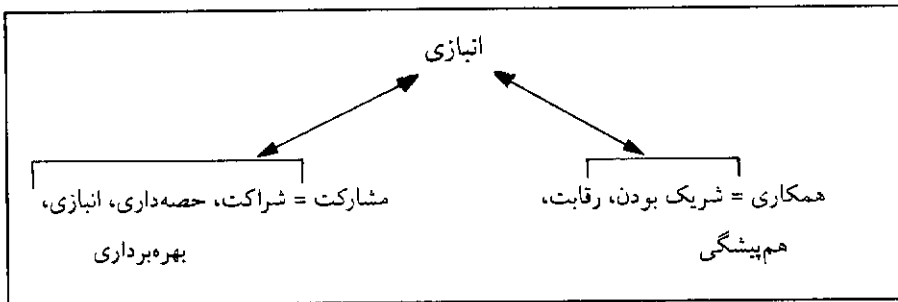 انبازی
همکاری = شریک بودن، رقابت،
هم‌پیشگی
مشارکت = شراکت، حصه‌داری، انبازی،
بهره‌برداری